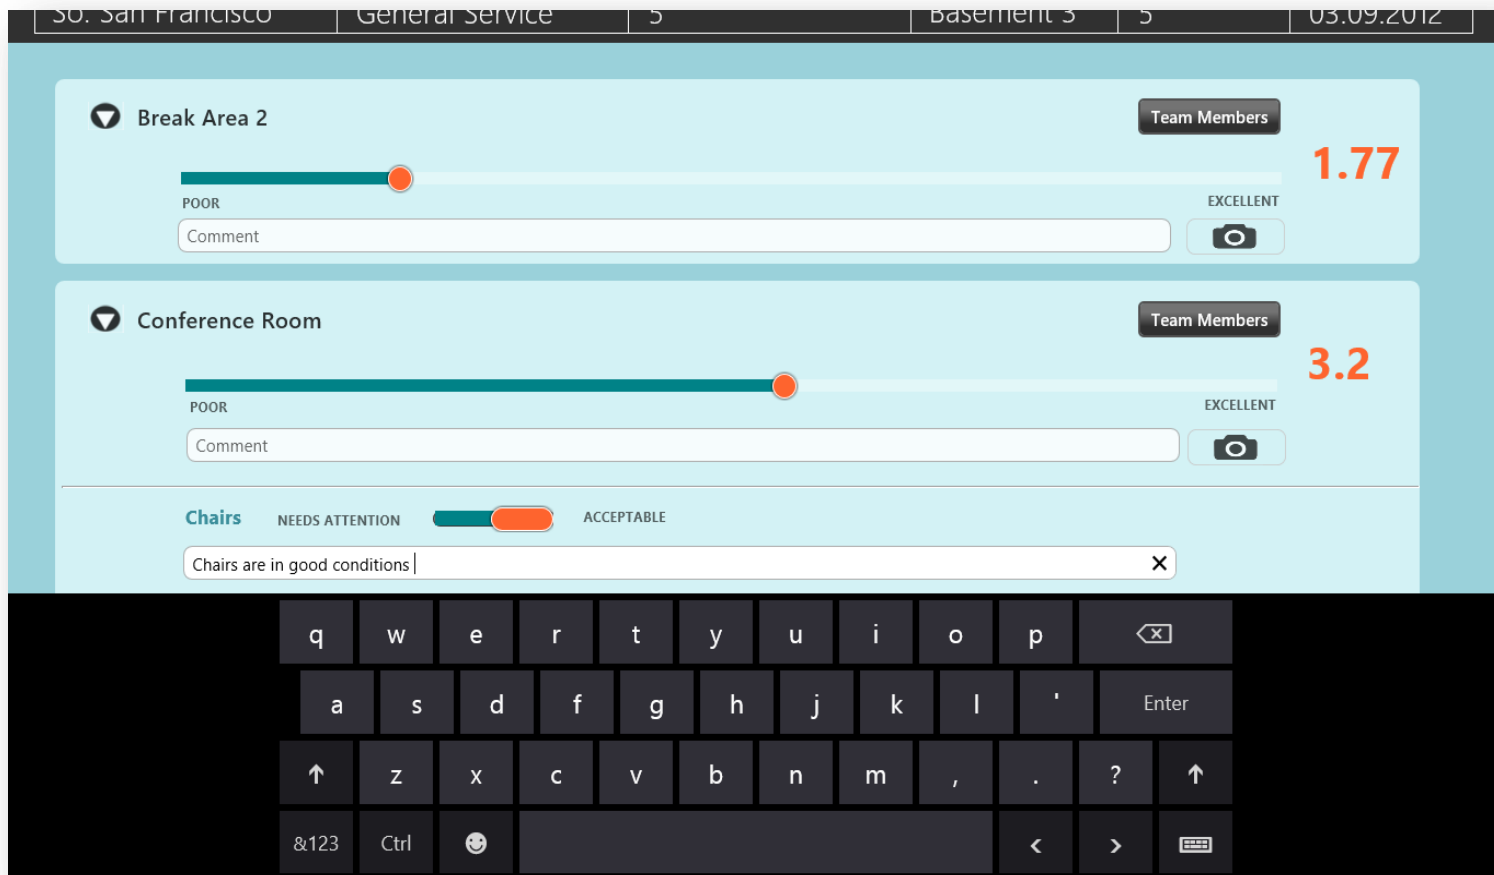 So. San Francisco General Service 5 Basement 3 5 03.09.2012
Break Area 2 Team Members
1.77
POOR EXCELLENT
Comment
Conference Room Team Members
3.2
POOR EXCELLENT
Comment
Chairs NEEDS ATTENTION ACCEPTABLE
Chairs are in good conditions
q w e r t y u i o p
a s d f g h j k l ' Enter
z x c v b n m , . ?
&123 Ctrl < >